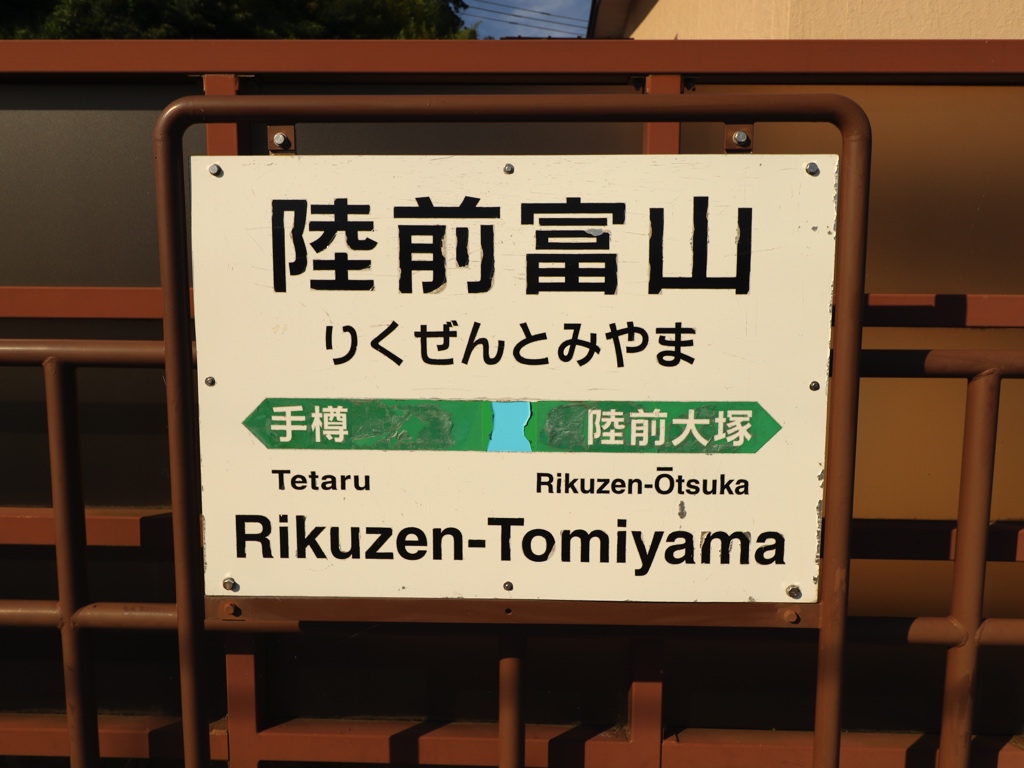 陸前富山
りくぜんとみやま
手樽 陸前大塚
Tetaru Rikuzen-Ōtsuka
Rikuzen-Tomiyama